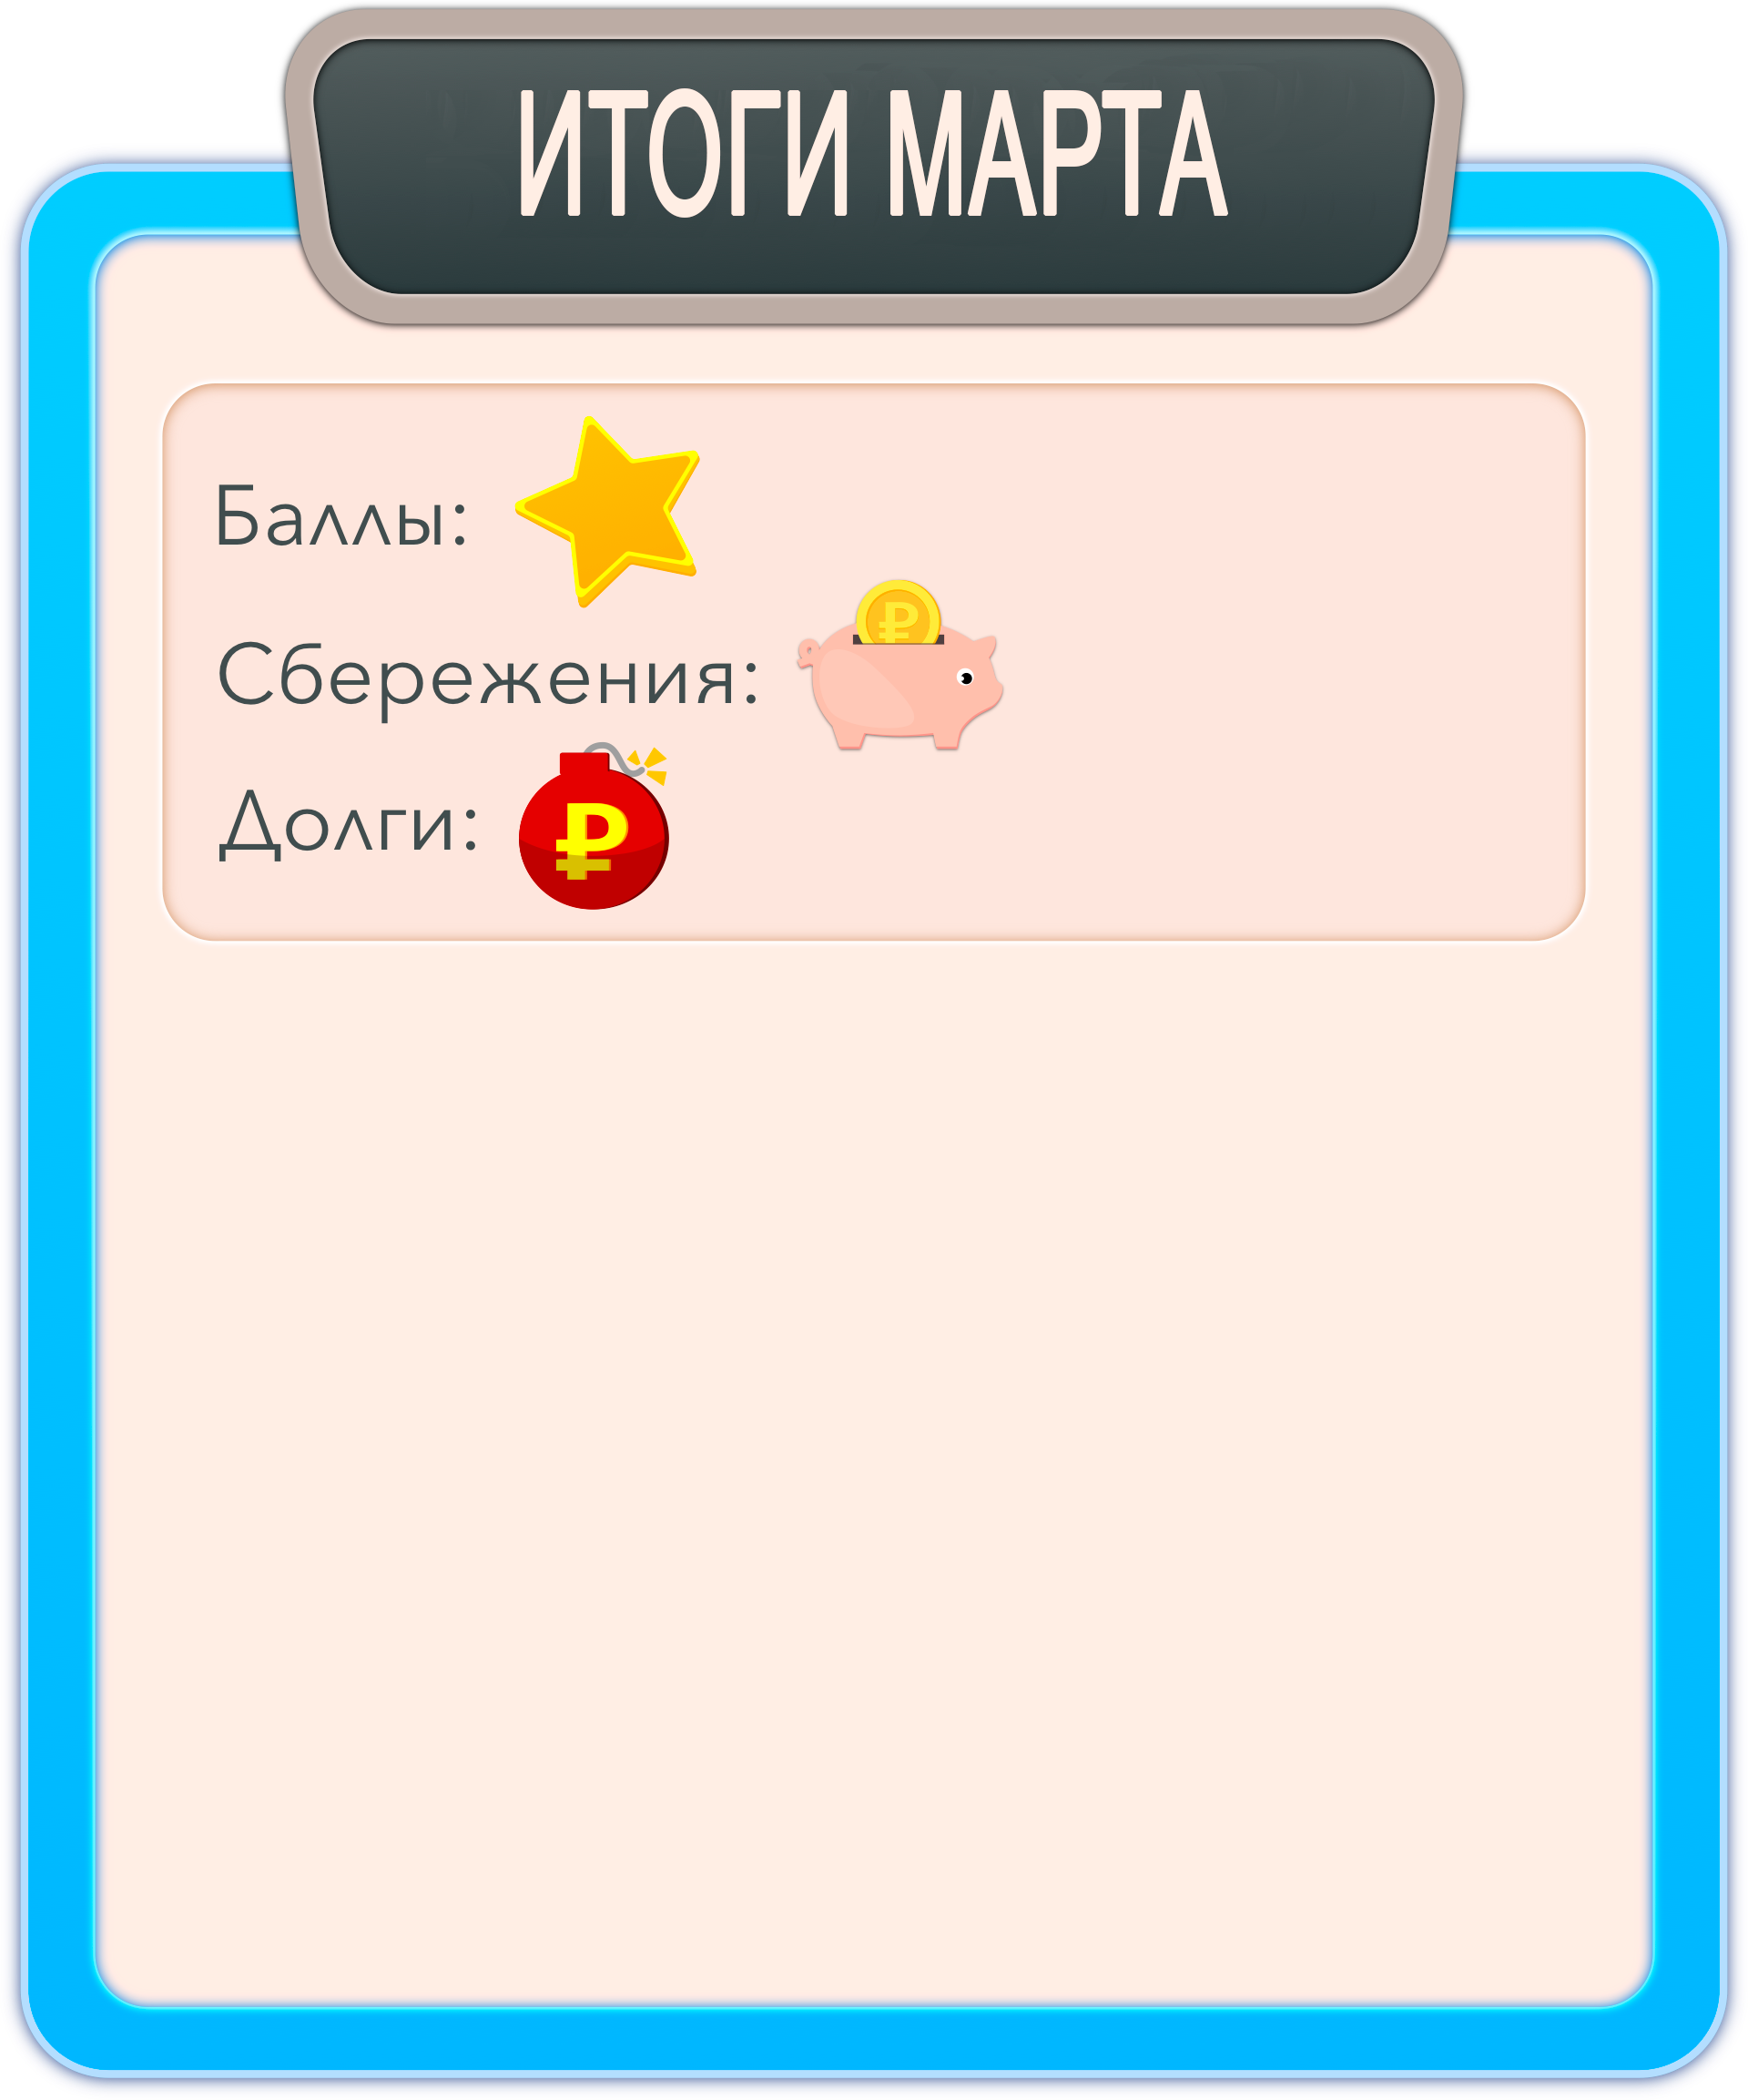 ИТОГИ МАРТА
Баллы:
Сбережения:
₽
Долги:
₽